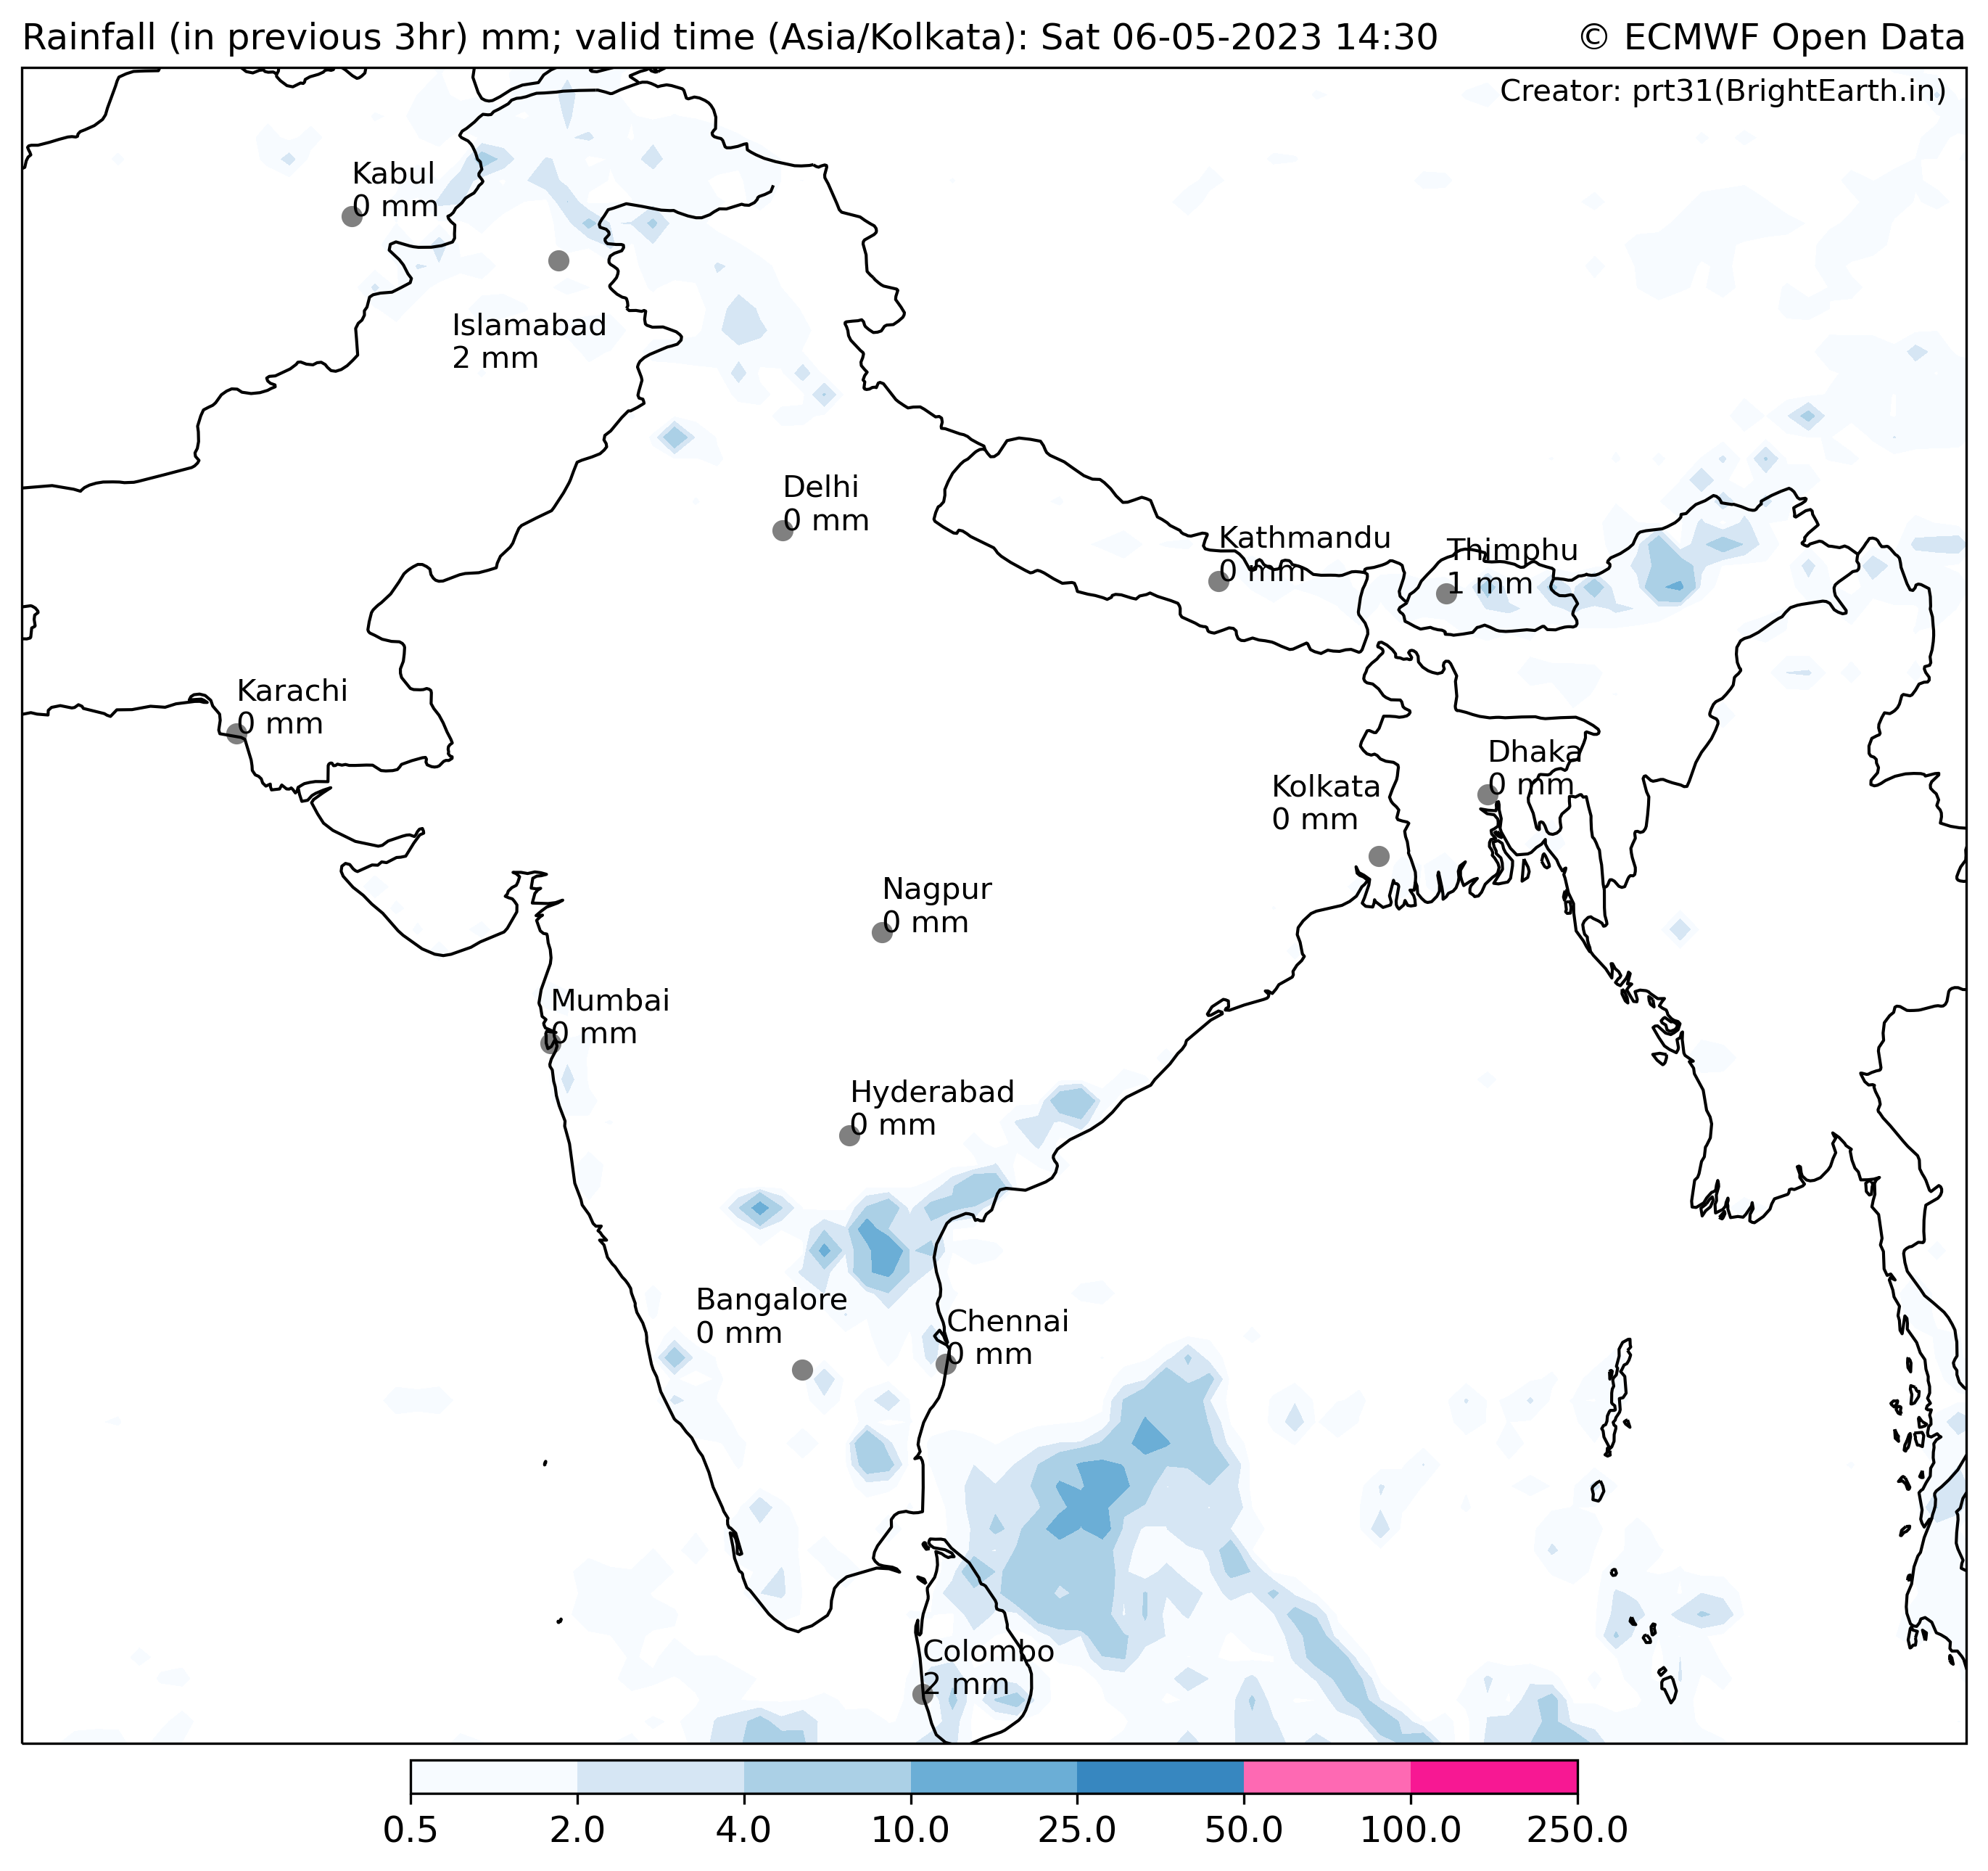 Rainfall (in previous 3hr) mm; valid time (Asia/Kolkata): Sat 06-05-2023 14:30
© ECMWF Open Data
Creator: prt31(BrightEarth.in)
Kabul
0 mm
Islamabad
2 mm
Delhi
0 mm
Kathmandu
0 mm
Thimphu
1 mm
Karachi
0 mm
Dhaka
0 mm
Kolkata
0 mm
Nagpur
0 mm
Mumbai
0 mm
Hyderabad
0 mm
Bangalore
0 mm
Chennai
0 mm
Colombo
2 mm
0.5 2.0 4.0 10.0 25.0 50.0 100.0 250.0